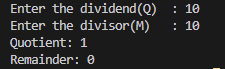 Enter the dividend(Q)  : 10
Enter the divisor(M)   : 10
Quotient: 1
Remainder: 0